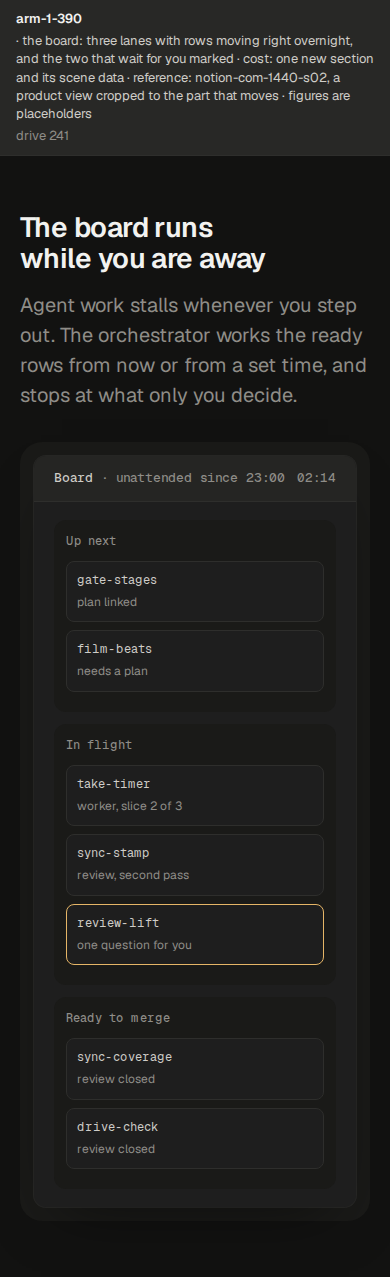 arm-1-390
· the board: three lanes with rows moving right overnight,
and the two that wait for you marked · cost: one new section
and its scene data · reference: notion-com-1440-s02, a
product view cropped to the part that moves · figures are
placeholders
drive 241
The board runs
while you are away
Agent work stalls whenever you step
out. The orchestrator works the ready
rows from now or from a set time, and
stops at what only you decide.
Board · unattended since 23:00 02:14
Up next
gate-stages
plan linked
film-beats
needs a plan
In flight
take-timer
worker, slice 2 of 3
sync-stamp
review, second pass
review-lift
one question for you
Ready to merge
sync-coverage
review closed
drive-check
review closed